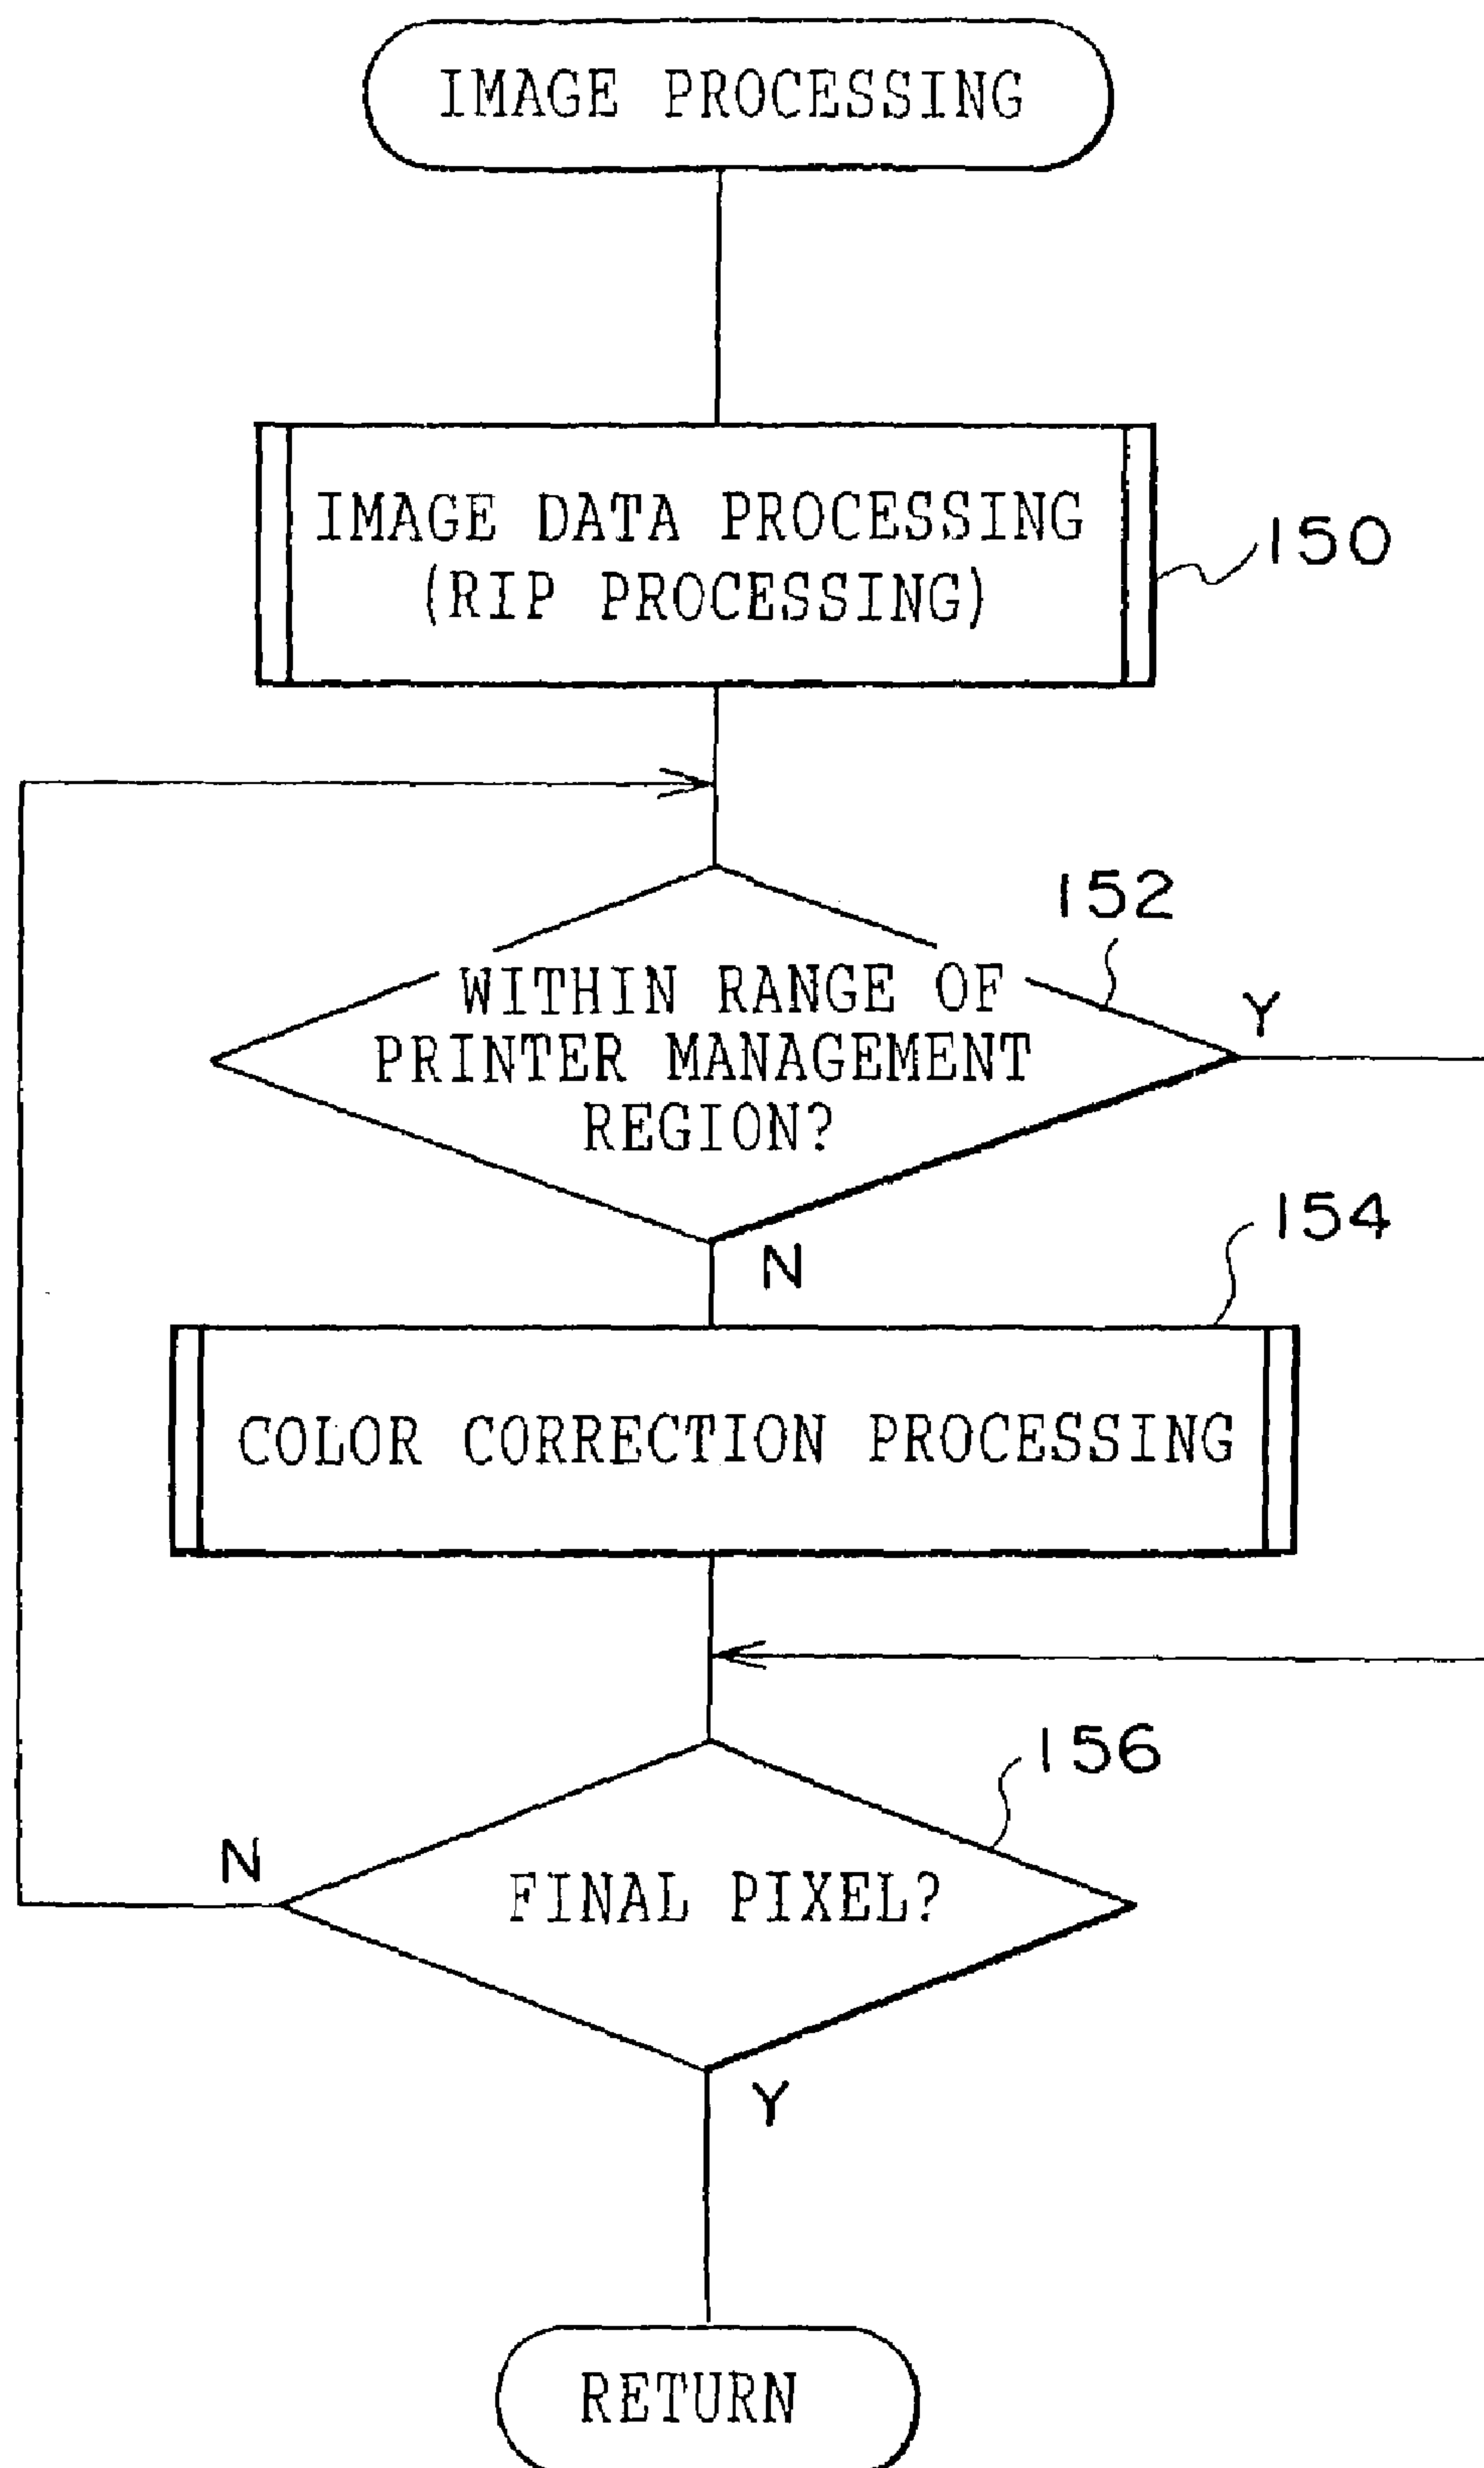 IMAGE PROCESSING
IMAGE DATA PROCESSING
(RIP PROCESSING)
150
152
WITHIN RANGE OF
PRINTER MANAGEMENT
REGION?
Y
N
154
COLOR CORRECTION PROCESSING
156
N
FINAL PIXEL?
Y
RETURN